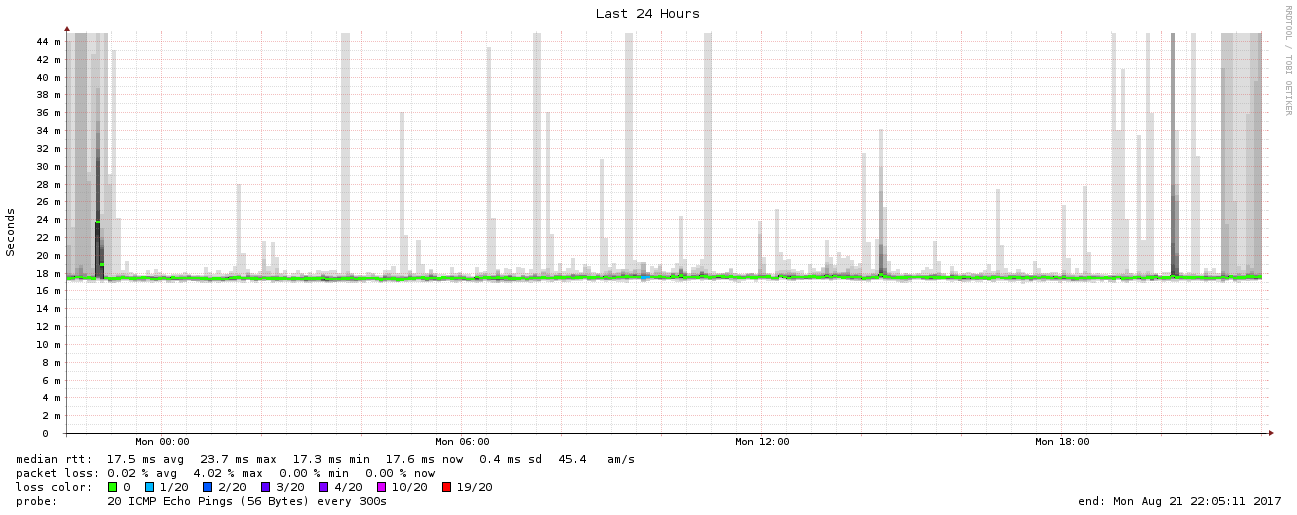 Last 24 Hours
RRDTOOL / TOBI OETIKER
Seconds
44 m
42 m
40 m
38 m
36 m
34 m
32 m
30 m
28 m
26 m
24 m
22 m
20 m
18 m
16 m
14 m
12 m
10 m
8 m
6 m
4 m
2 m
0
Mon 00:00 Mon 06:00 Mon 12:00 Mon 18:00
median rtt: 17.5 ms avg 23.7 ms max 17.3 ms min 17.6 ms now 0.4 ms sd 45.4 am/s
packet loss: 0.02 % avg 4.02 % max 0.00 % min 0.00 % now
loss color: 0 1/20 2/20 3/20 4/20 10/20 19/20
probe: 20 ICMP Echo Pings (56 Bytes) every 300s end: Mon Aug 21 22:05:11 2017